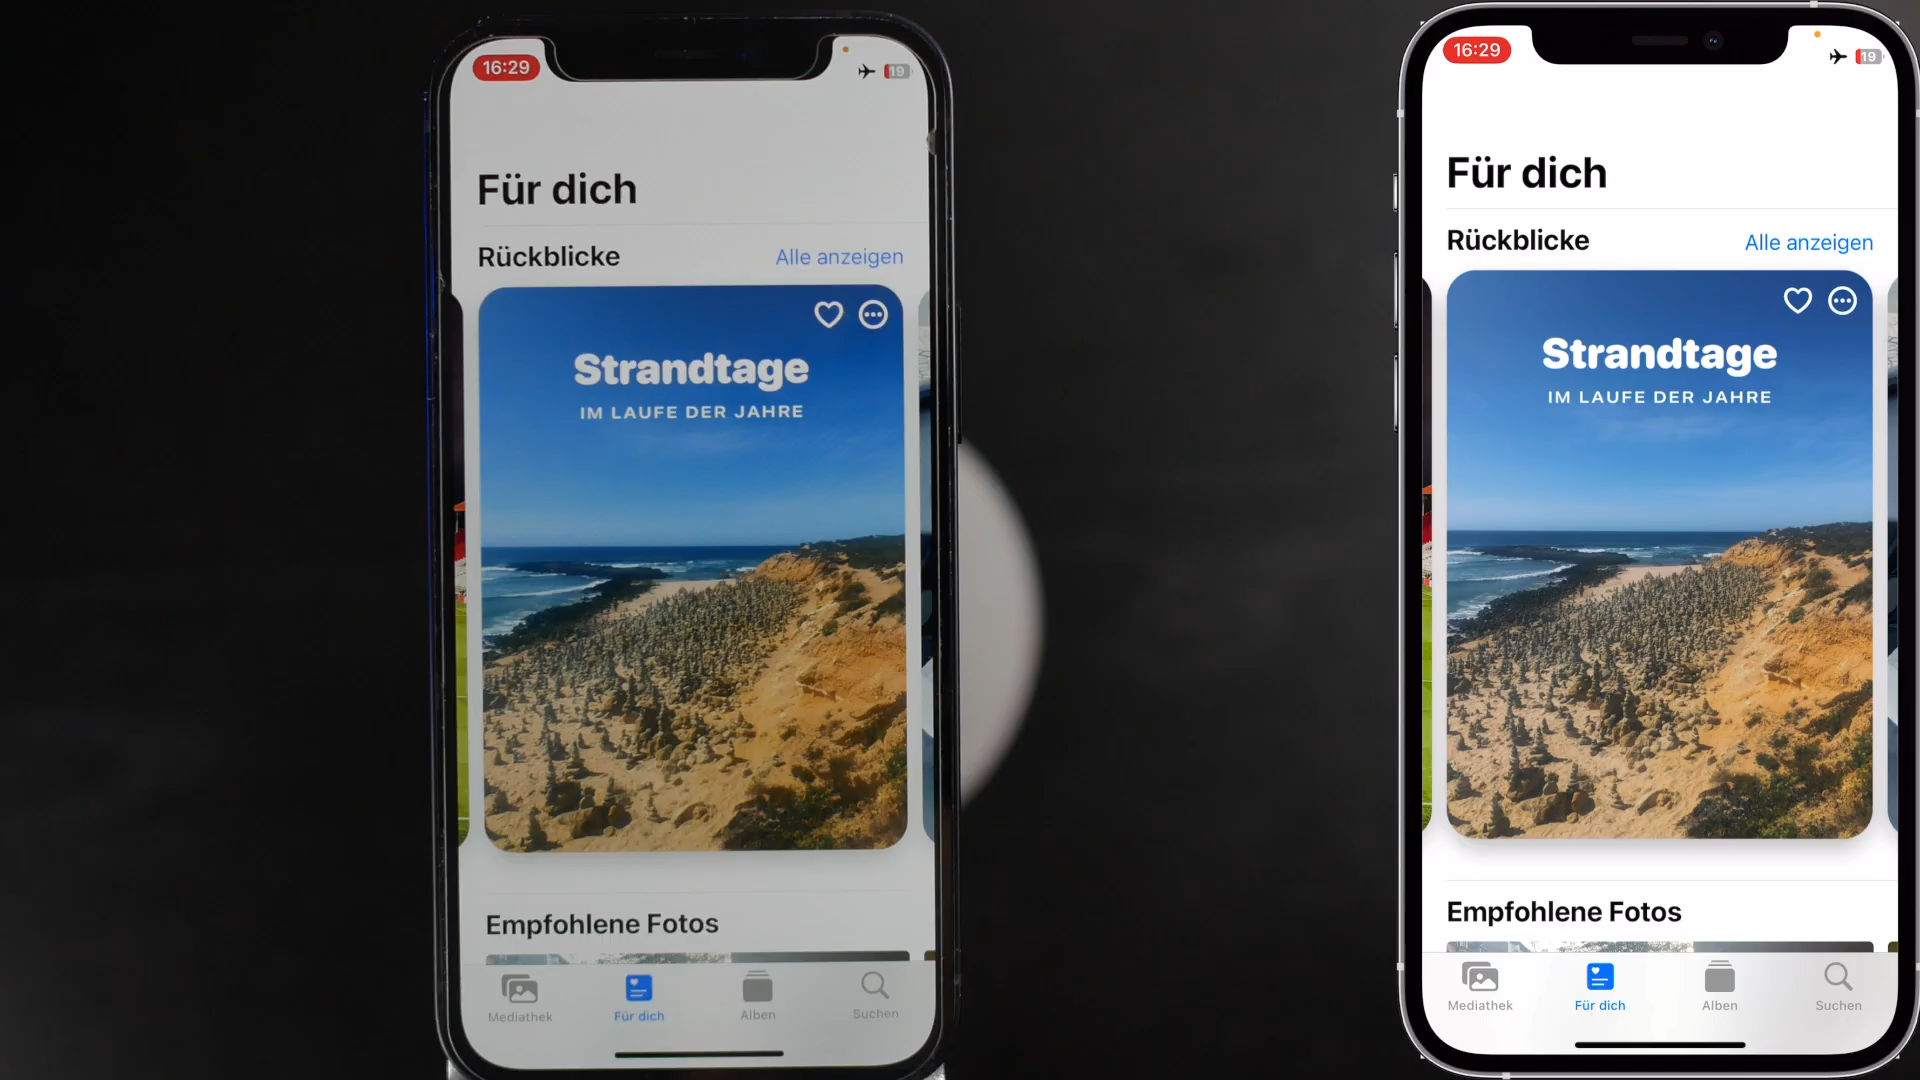 16:29
19
Für dich
Rückblicke
Alle anzeigen
Strandtage
IM LAUFE DER JAHRE
Empfohlene Fotos
Mediathek
Für dich
Alben
Suchen
16:29
19
Für dich
Rückblicke
Alle anzeigen
Strandtage
IM LAUFE DER JAHRE
Empfohlene Fotos
Mediathek
Für dich
Alben
Suchen